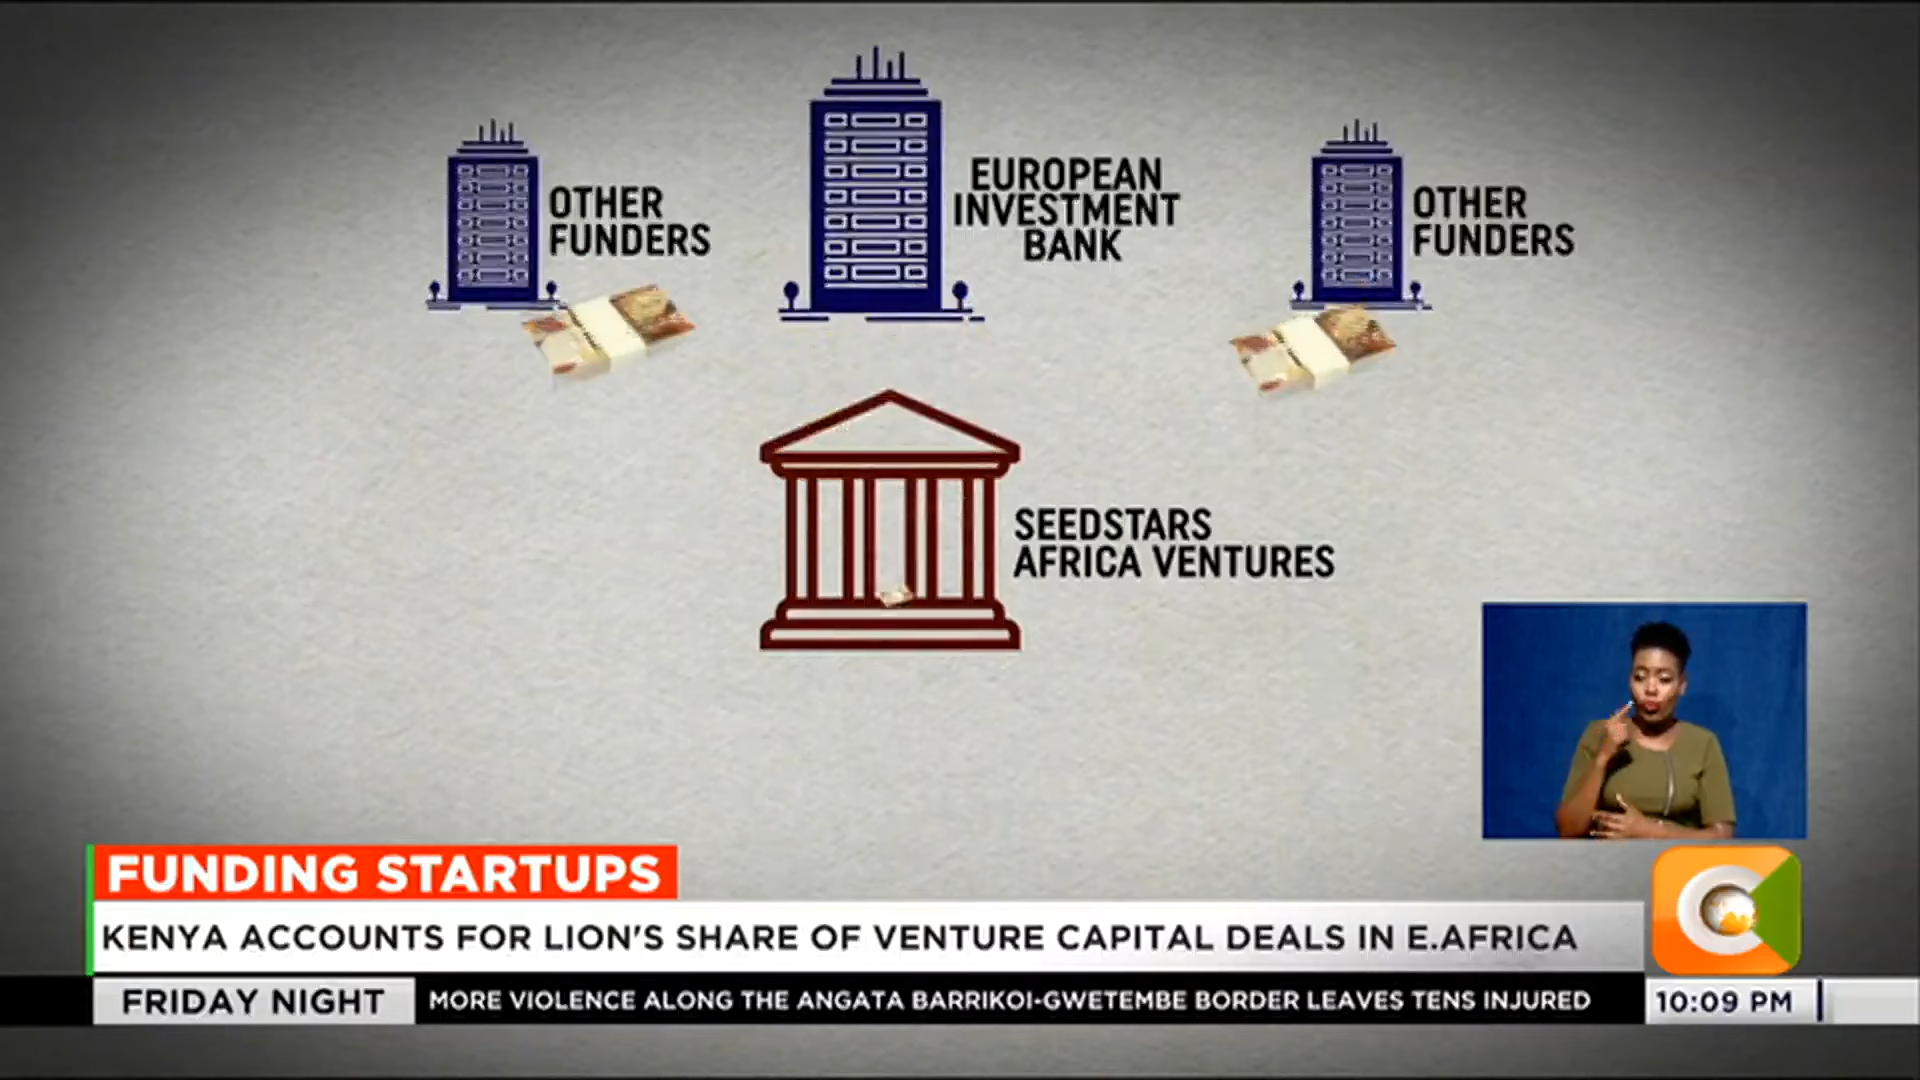 OTHER
FUNDERS
EUROPEAN
INVESTMENT
BANK
OTHER
FUNDERS
SEEDSTARS
AFRICA VENTURES
FUNDING STARTUPS
KENYA ACCOUNTS FOR LION'S SHARE OF VENTURE CAPITAL DEALS IN E.AFRICA
FRIDAY NIGHT
MORE VIOLENCE ALONG THE ANGATA BARRIKOI-GWETEMBE BORDER LEAVES TENS INJURED
10:09 PM